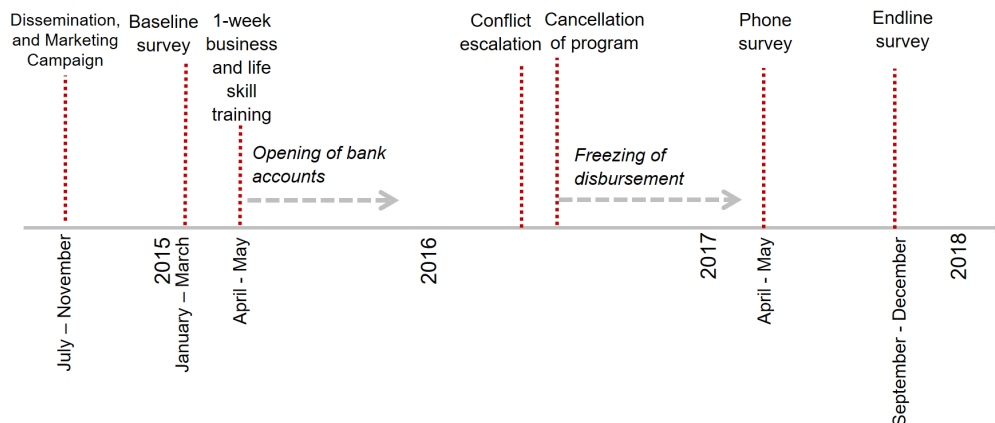 Dissemination,
and Marketing
Campaign
Baseline
survey
1-week
business
and life
skill
training
Conflict
escalation
Cancellation
of program
Phone
survey
Endline
survey
Opening of bank
accounts
Freezing of
disbursement
July – November
2015
January – March
April - May
2016
2017
April - May
September - December
2018